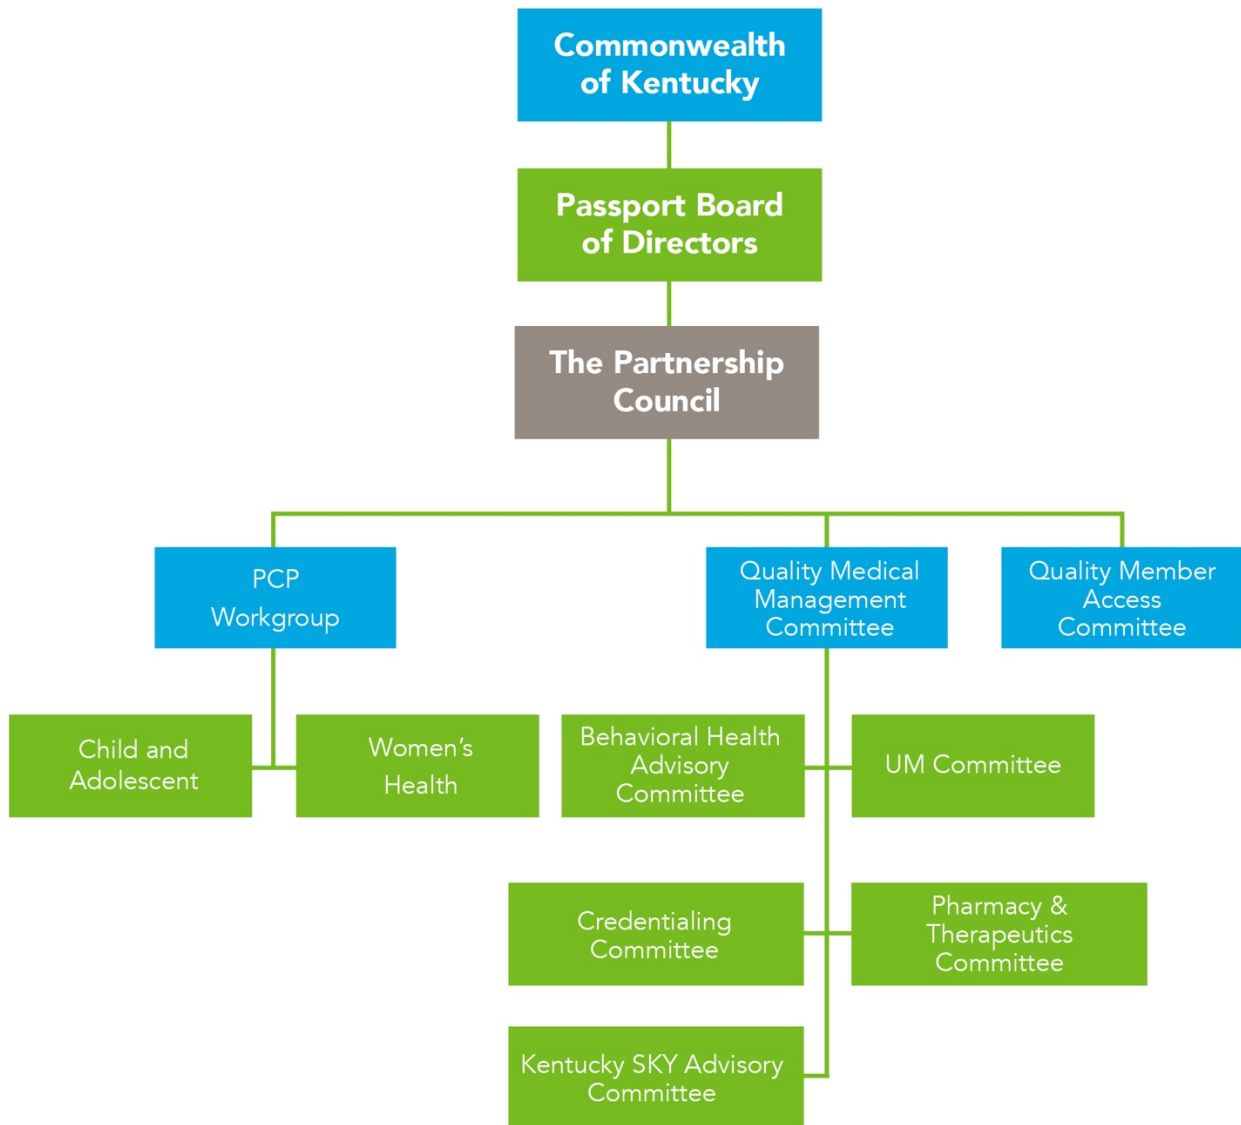 Commonwealth
of Kentucky
Passport Board
of Directors
The Partnership
Council
PCP
Workgroup
Quality Medical
Management
Committee
Quality Member
Access
Committee
Child and
Adolescent
Women’s
Health
Behavioral Health
Advisory
Committee
UM Committee
Credentialing
Committee
Pharmacy &
Therapeutics
Committee
Kentucky SKY Advisory
Committee